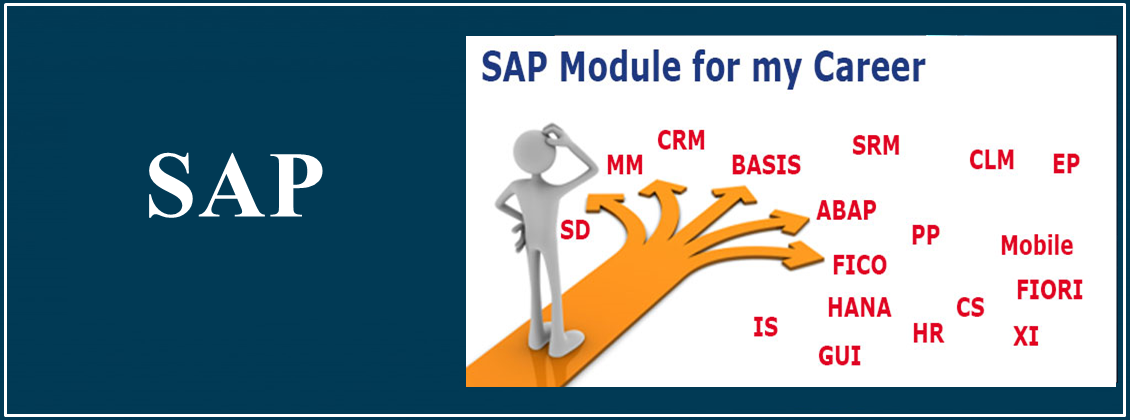 SAP
SAP Module for my Career
CRM
SRM
MM
BASIS
CLM
EP
ABAP
SD
PP
Mobile
FICO
FIORI
HANA
CS
IS
HR
XI
GUI